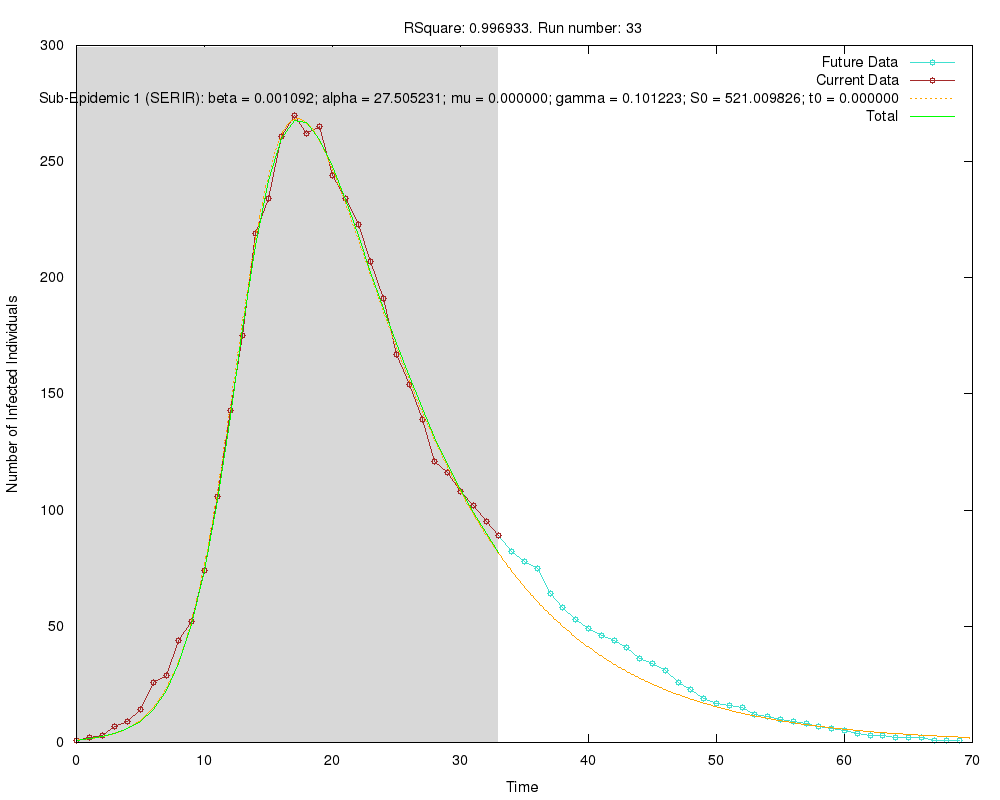 RSquare: 0.996933. Run number: 33
300
250
200
150
100
50
0
Number of Infected Individuals
Future Data
Current Data
Sub-Epidemic 1 (SERIR): beta = 0.001092; alpha = 27.505231; mu = 0.000000; gamma = 0.101223; S0 = 521.009826; t0 = 0.000000
Total
0 10 20 30 40 50 60 70
Time